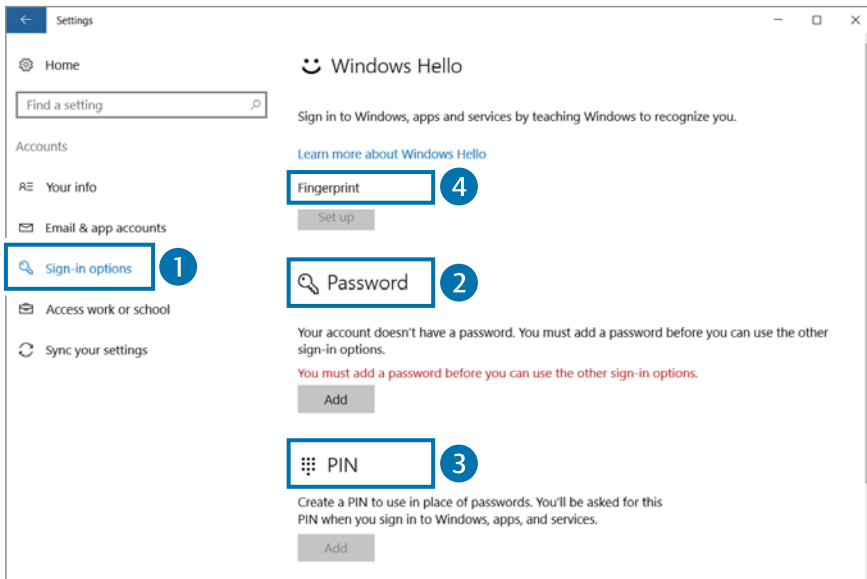 Settings
Home
Find a setting
Accounts
Your info
Email & app accounts
Sign-in options
1
Access work or school
Sync your settings
Windows Hello
Sign in to Windows, apps and services by teaching Windows to recognize you.
Learn more about Windows Hello
Fingerprint
4
Set up
Password
2
Your account doesn't have a password. You must add a password before you can use the other
sign-in options.
You must add a password before you can use the other sign-in options.
Add
PIN
3
Create a PIN to use in place of passwords. You'll be asked for this
PIN when you sign in to Windows, apps, and services.
Add